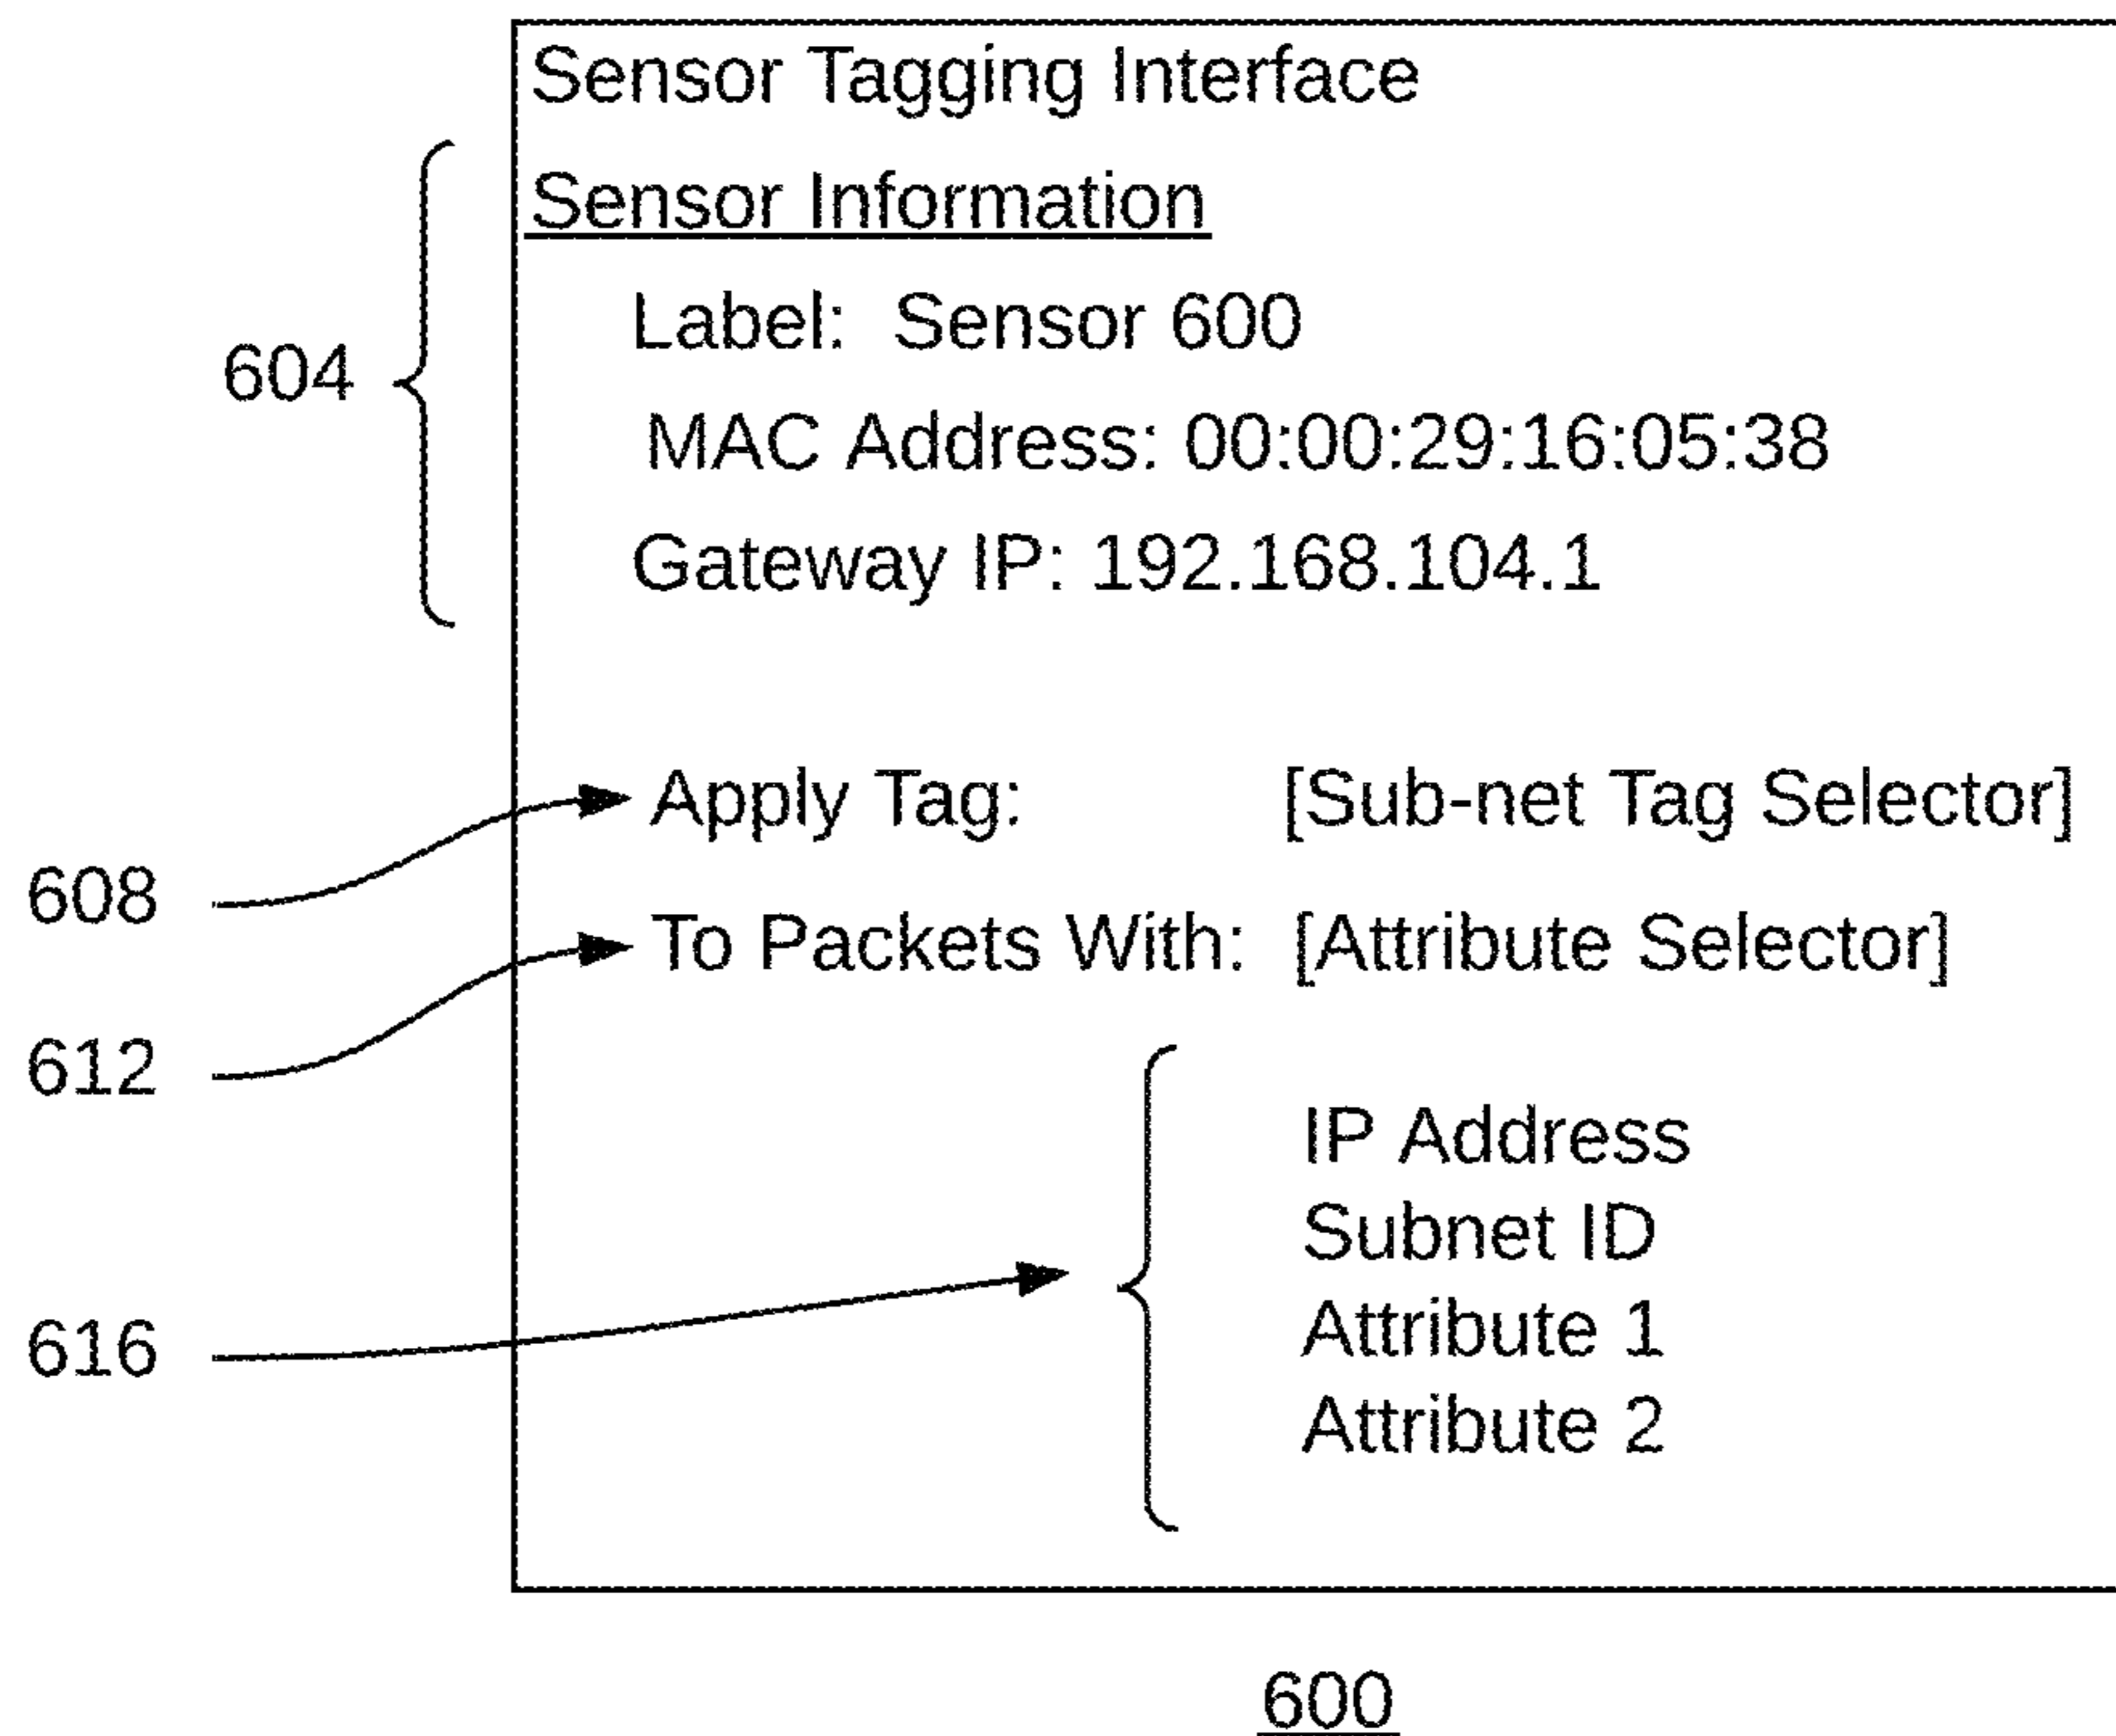 Sensor Tagging Interface
Sensor Information
604
Label: Sensor 600
MAC Address: 00:00:29:16:05:38
Gateway IP: 192.168.104.1
Apply Tag: [Sub-net Tag Selector]
608
To Packets With: [Attribute Selector]
612
IP Address
Subnet ID
616
Attribute 1
Attribute 2
600